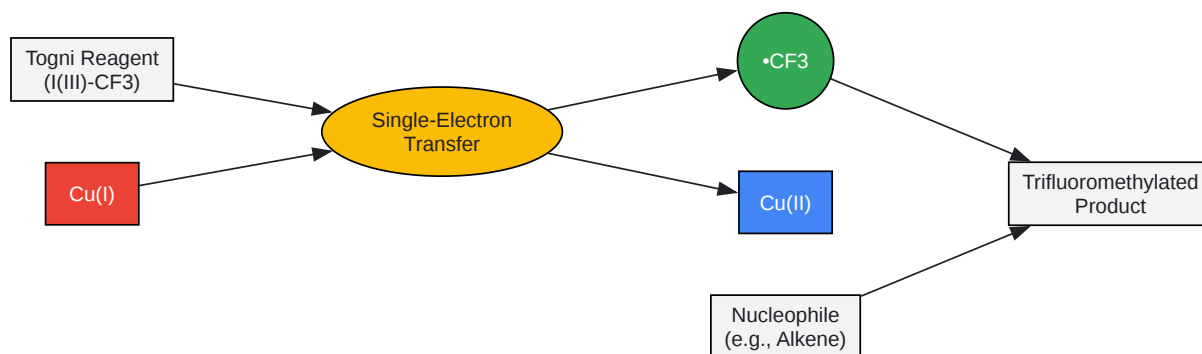 Togni Reagent
(I(III)-CF3)
Cu(I)
Single-Electron
Transfer
•CF3
Cu(II)
Trifluoromethylated
Product
Nucleophile
(e.g., Alkene)